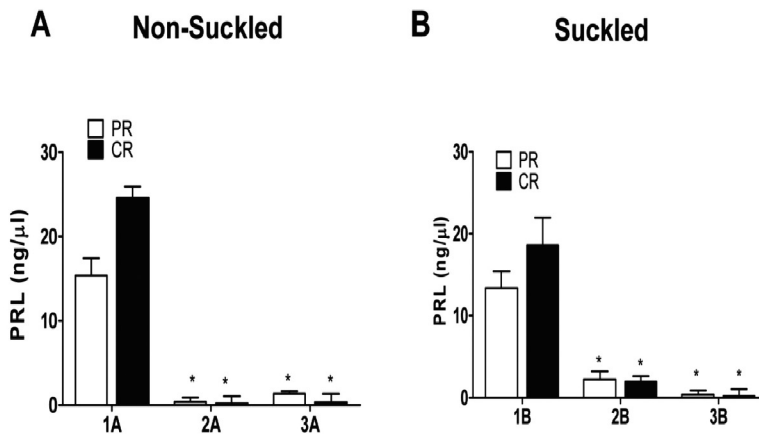 A Non-Suckled
PR
CR
30
20
10
0
PRL (ng/μl)
* * * *
1A 2A 3A
B Suckled
PR
CR
30
20
10
0
PRL (ng/μl)
* * * *
1B 2B 3B